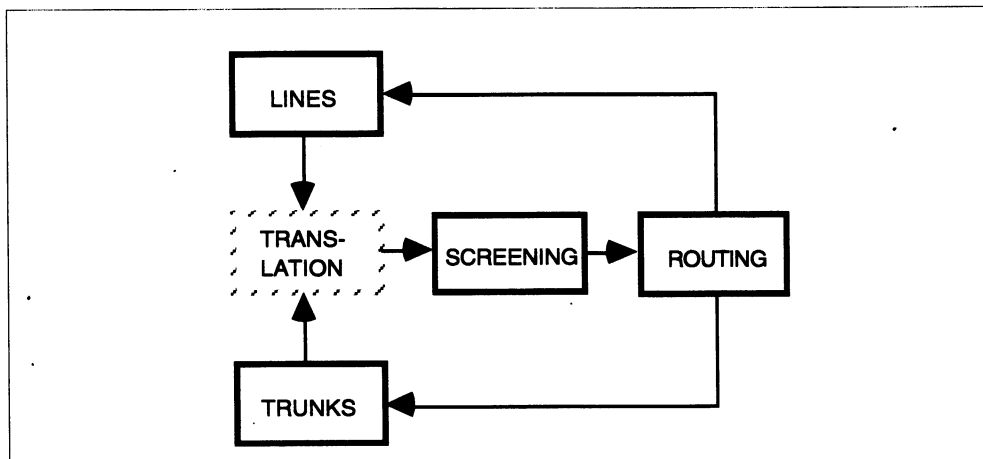 LINES
TRANS-
LATION
SCREENING
ROUTING
TRUNKS